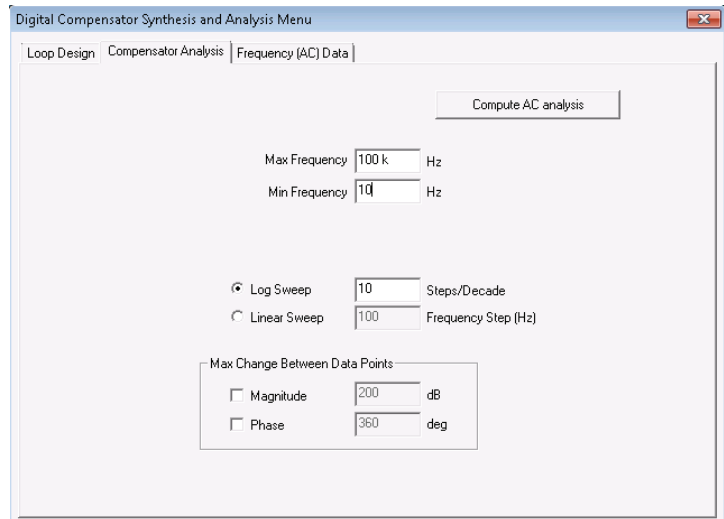 Digital Compensator Synthesis and Analysis Menu
Loop Design Compensator Analysis Frequency (AC) Data
Compute AC analysis
Max Frequency 100 k Hz
Min Frequency 10 Hz
Log Sweep 10 Steps/Decade
Linear Sweep 100 Frequency Step (Hz)
Max Change Between Data Points
Magnitude 200 dB
Phase 360 deg